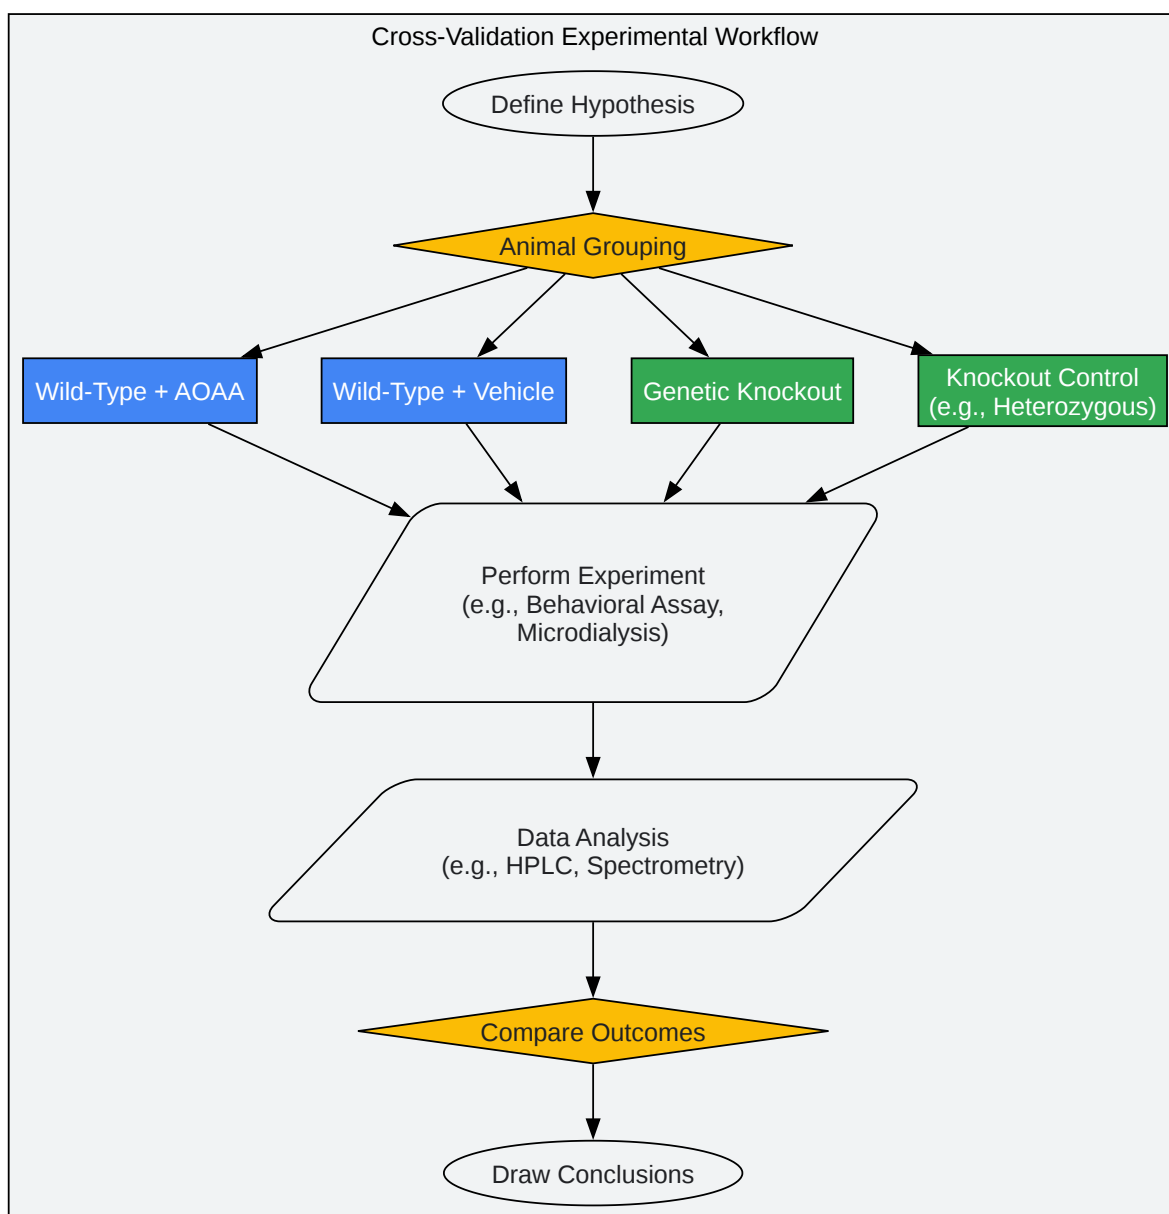 Cross-Validation Experimental Workflow
Define Hypothesis
Animal Grouping
Wild-Type + AOAA
Wild-Type + Vehicle
Genetic Knockout
Knockout Control
(e.g., Heterozygous)
Perform Experiment
(e.g., Behavioral Assay,
Microdialysis)
Data Analysis
(e.g., HPLC, Spectrometry)
Compare Outcomes
Draw Conclusions